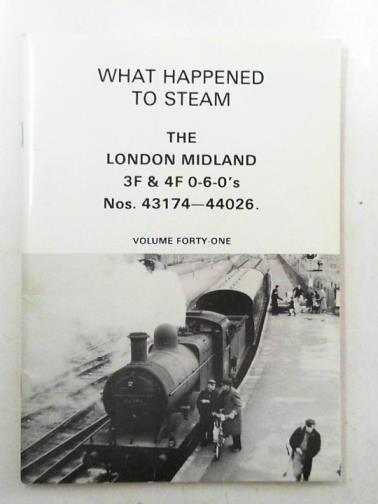 WHAT HAPPENED
TO STEAM
THE
LONDON MIDLAND
3F & 4F 0-6-0's
Nos. 43174—44026.
VOLUME FORTY-ONE